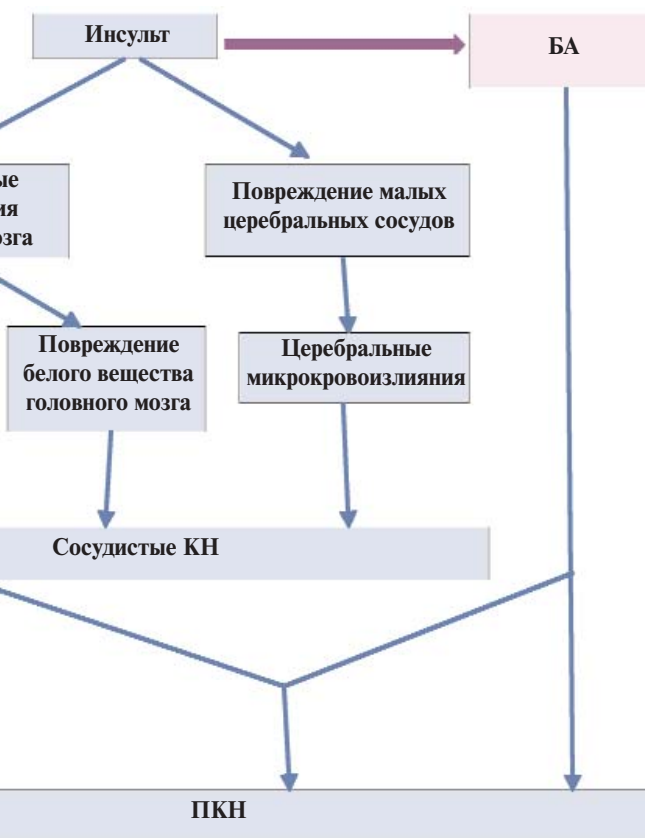 Инсульт
БА
ые
ия
озга
Повреждение малых
церебральных сосудов
Повреждение
белого вещества
головного мозга
Церебральные
микрокровоизлияния
Сосудистые КН
ПКН